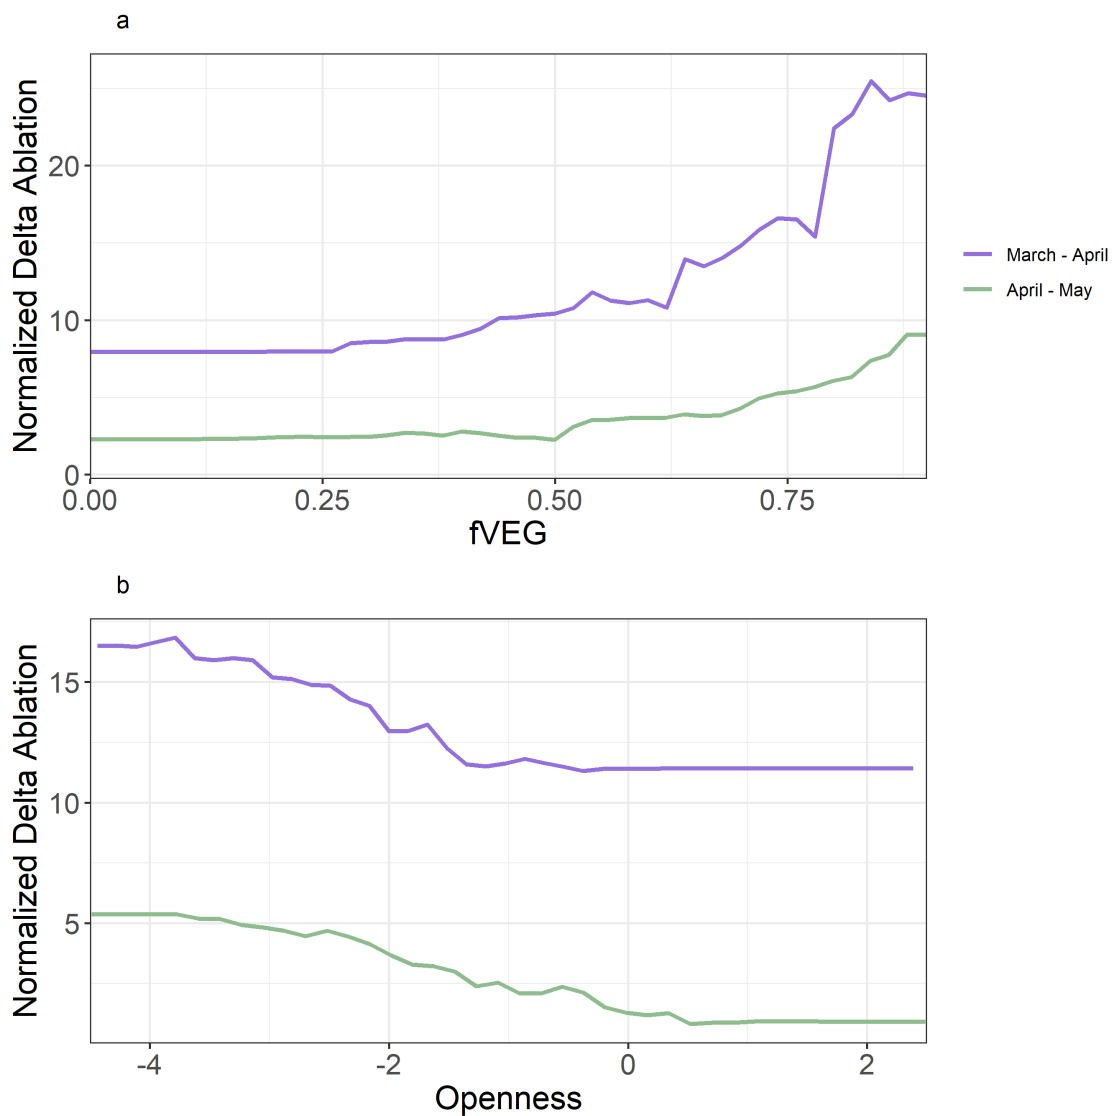 a
Normalized Delta Ablation
20
10
0
0.00 0.25 0.50 0.75
fVEG
March - April
April - May
b
Normalized Delta Ablation
15
10
5
-4 -2 0 2
Openness